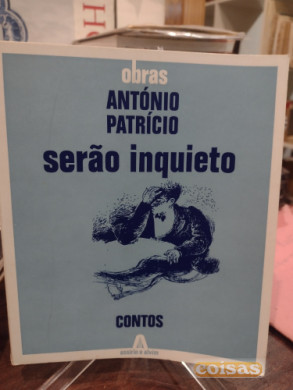 obras
ANTÓNIO
PATRÍCIO
serão inquieto
CONTOS
A
coisas